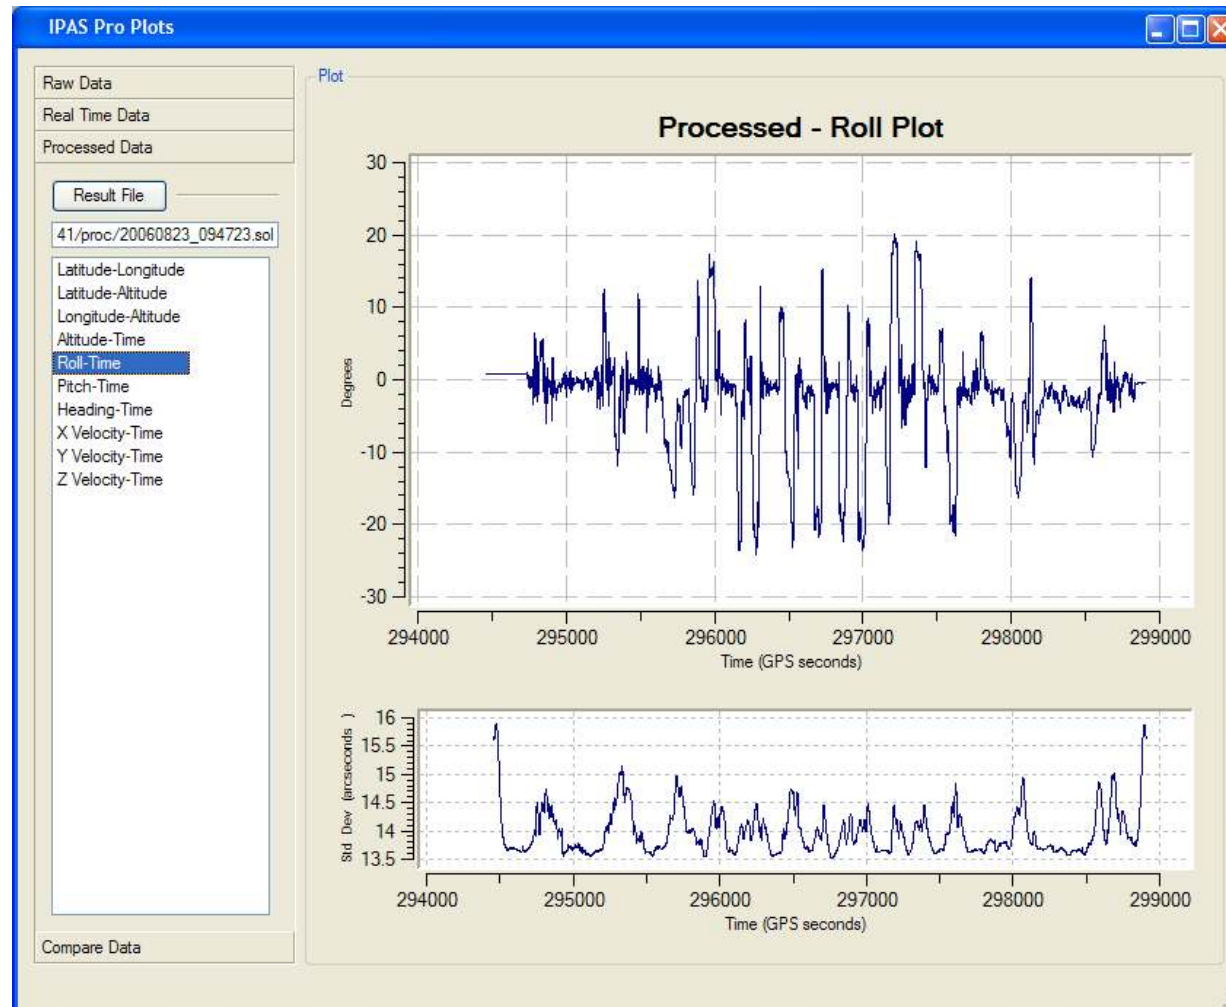 IPAS Pro Plots
Raw Data
Real Time Data
Processed Data
Result File
41/proc/20060823_094723.sol
Latitude-Longitude
Latitude-Altitude
Longitude-Altitude
Altitude-Time
Roll-Time
Pitch-Time
Heading-Time
X Velocity-Time
Y Velocity-Time
Z Velocity-Time
Compare Data
Plot
Processed - Roll Plot
Degrees
30
20
10
0
-10
-20
-30
294000 295000 296000 297000 298000 299000
Time (GPS seconds)
Std Dev (arcseconds )
16
15.5
15
14.5
14
13.5
294000 295000 296000 297000 298000 299000
Time (GPS seconds)